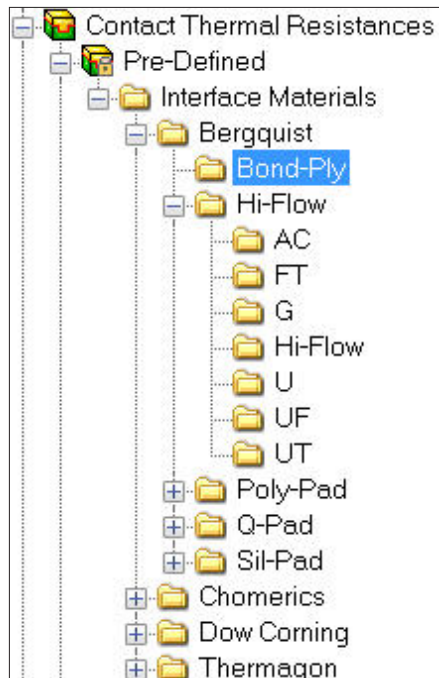 Contact Thermal Resistances
Pre-Defined
Interface Materials
Bergquist
Bond-Ply
Hi-Flow
AC
FT
G
Hi-Flow
U
UF
UT
Poly-Pad
Q-Pad
Sil-Pad
Chomerics
Dow Corning
Thermagon